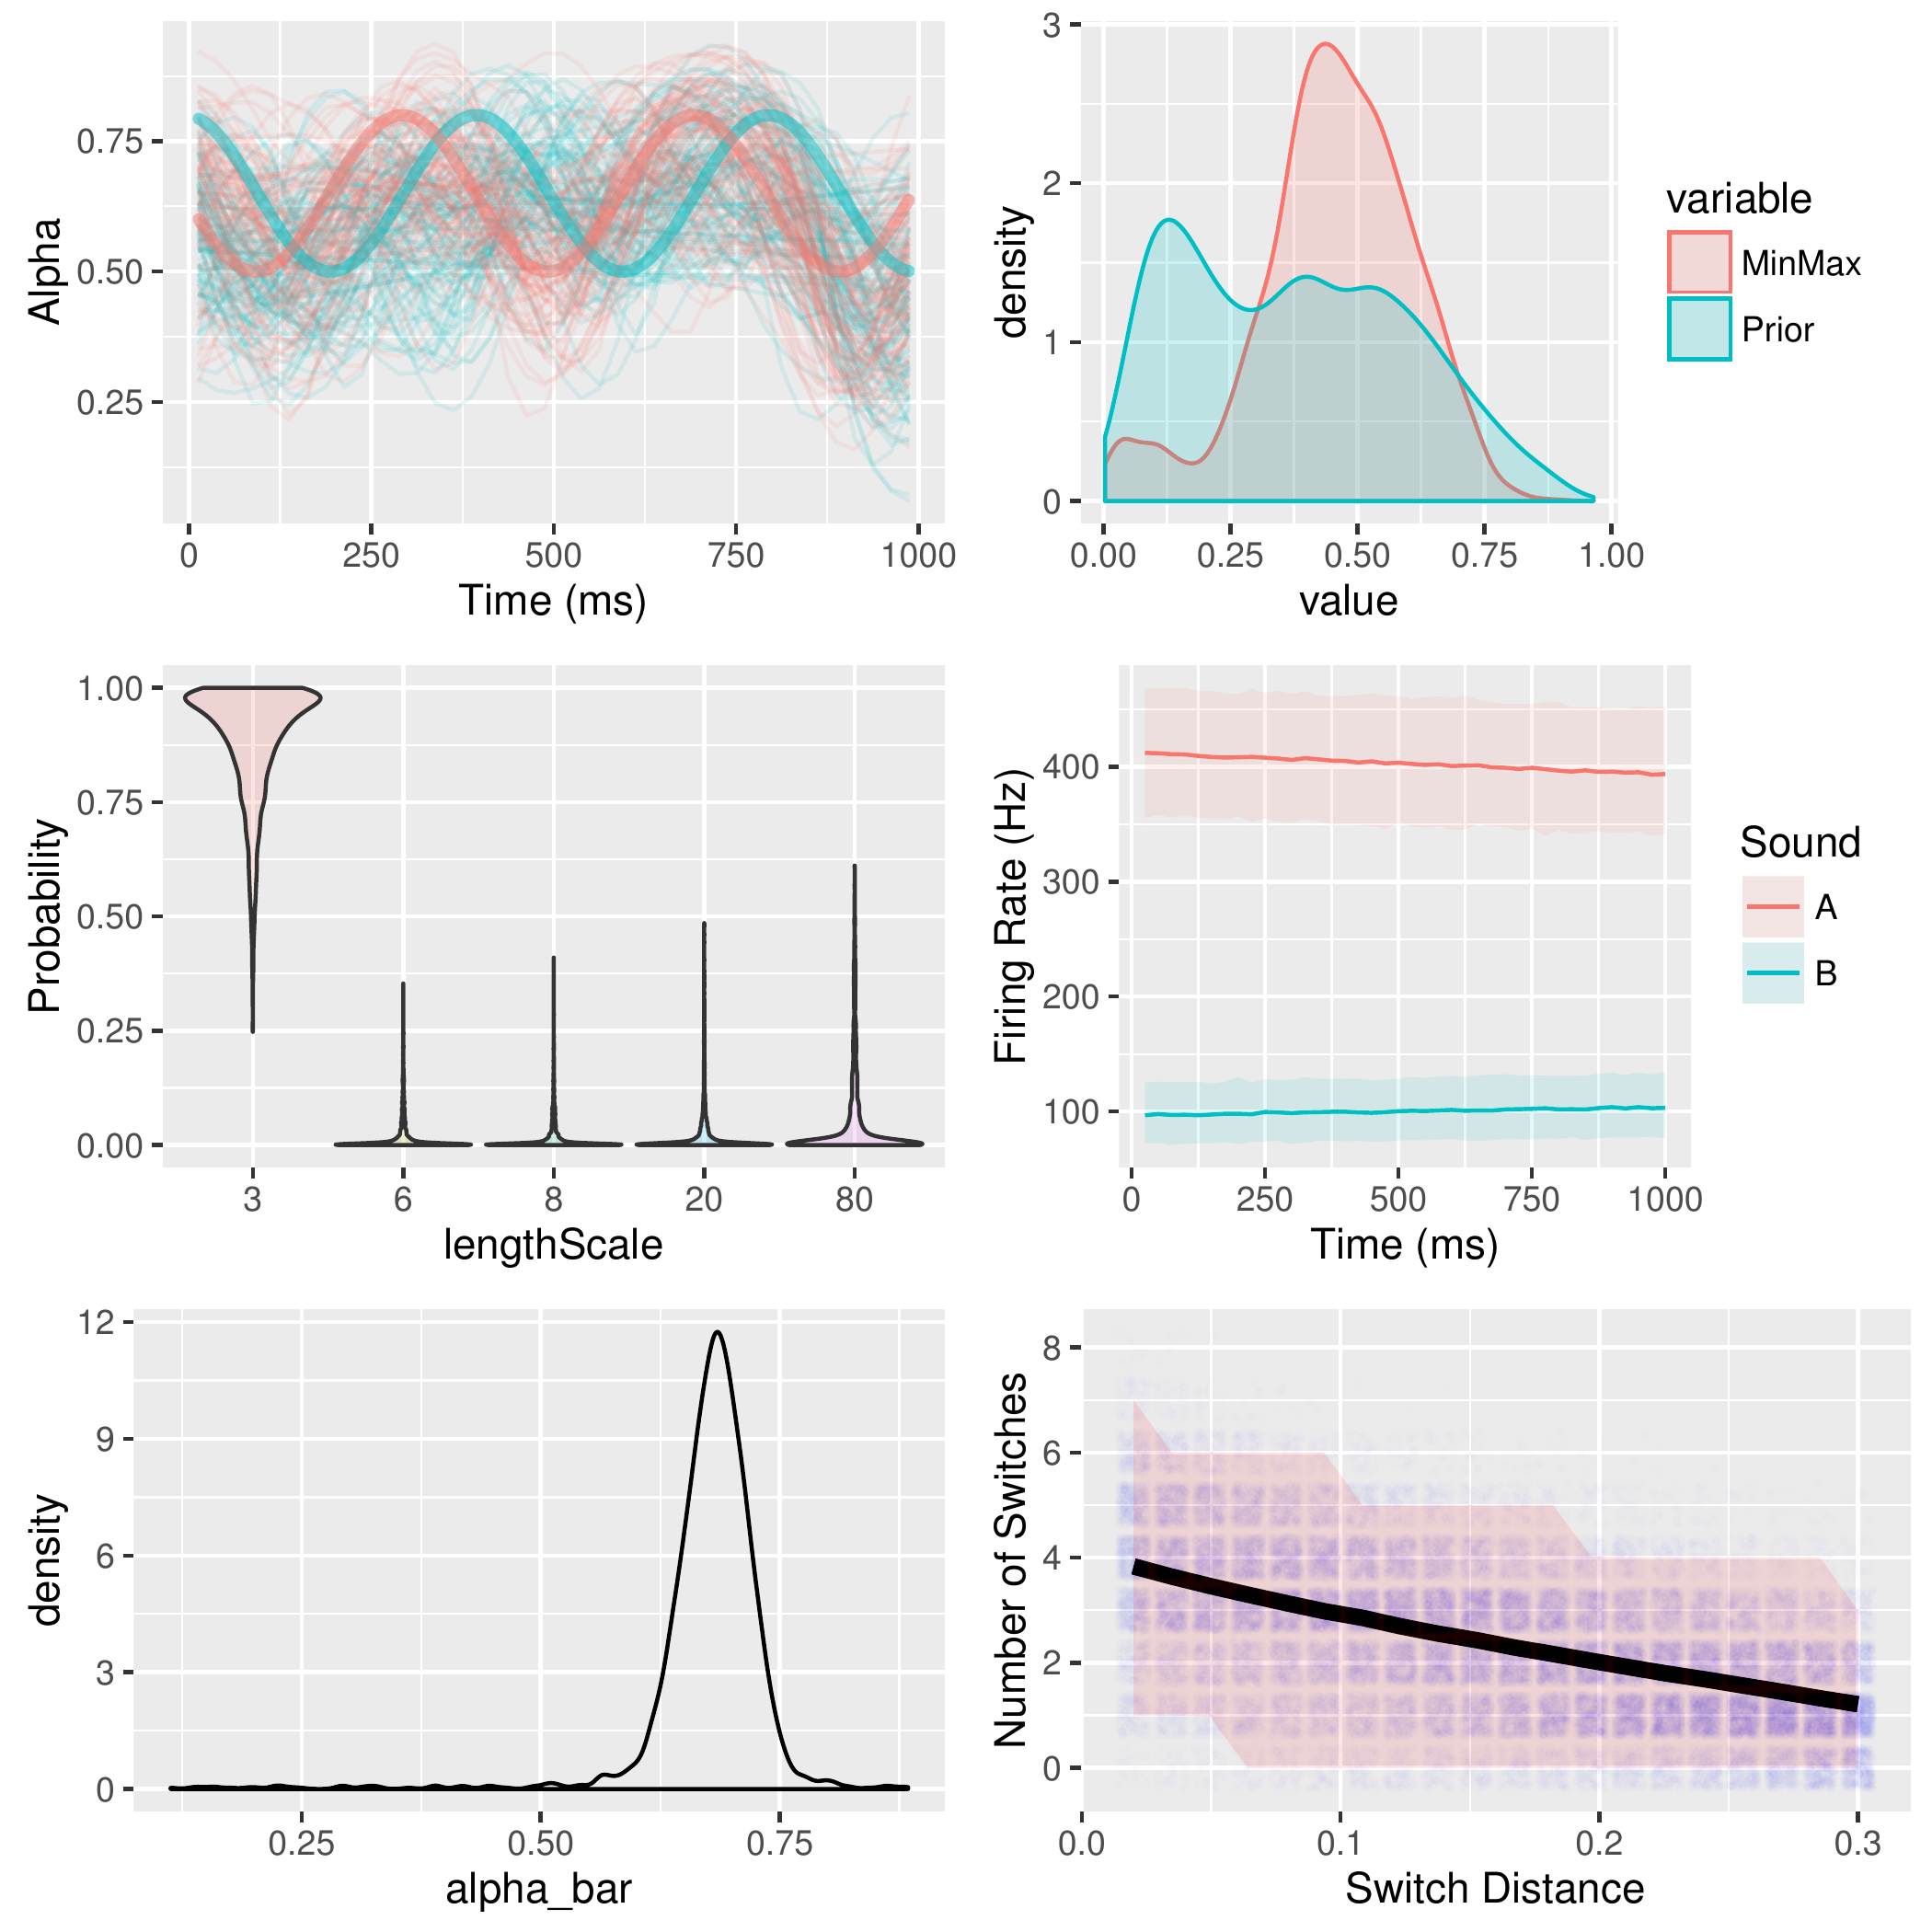 Alpha
0.75
0.50
0.25
0 250 500 750 1000
Time (ms)
density
3
2
1
0
0.00 0.25 0.50 0.75 1.00
value
variable
MinMax
Prior
Probability
1.00
0.75
0.50
0.25
0.00
3 6 8 20 80
lengthScale
Firing Rate (Hz)
400
300
200
100
0 250 500 750 1000
Time (ms)
Sound
A
B
density
12
9
6
3
0
0.25 0.50 0.75
alpha_bar
Number of Switches
8
6
4
2
0
0.0 0.1 0.2 0.3
Switch Distance